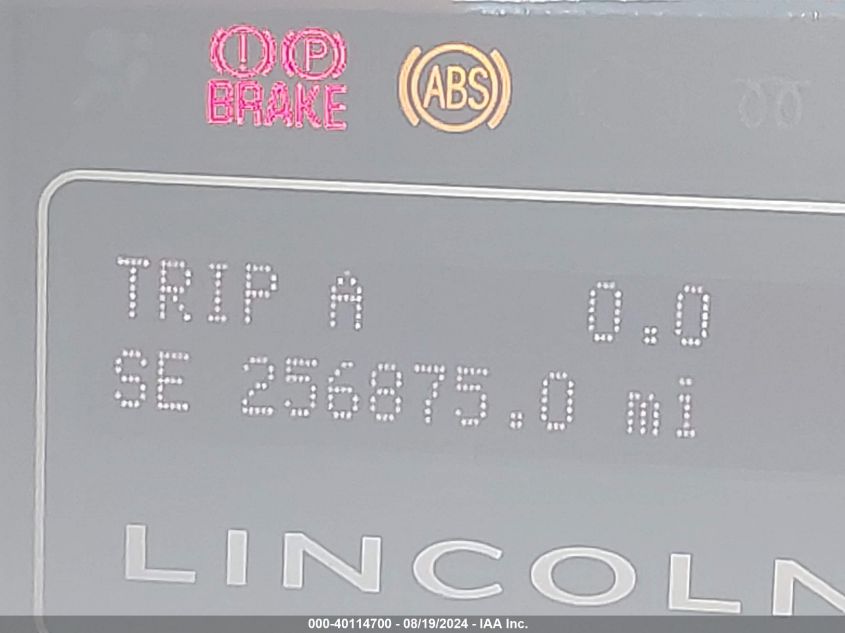 ! P
BRAKE
ABS
TRIP A 0.0
SE 256875.0 mi
LINCOLN
000-40114700 - 08/19/2024 - IAA Inc.